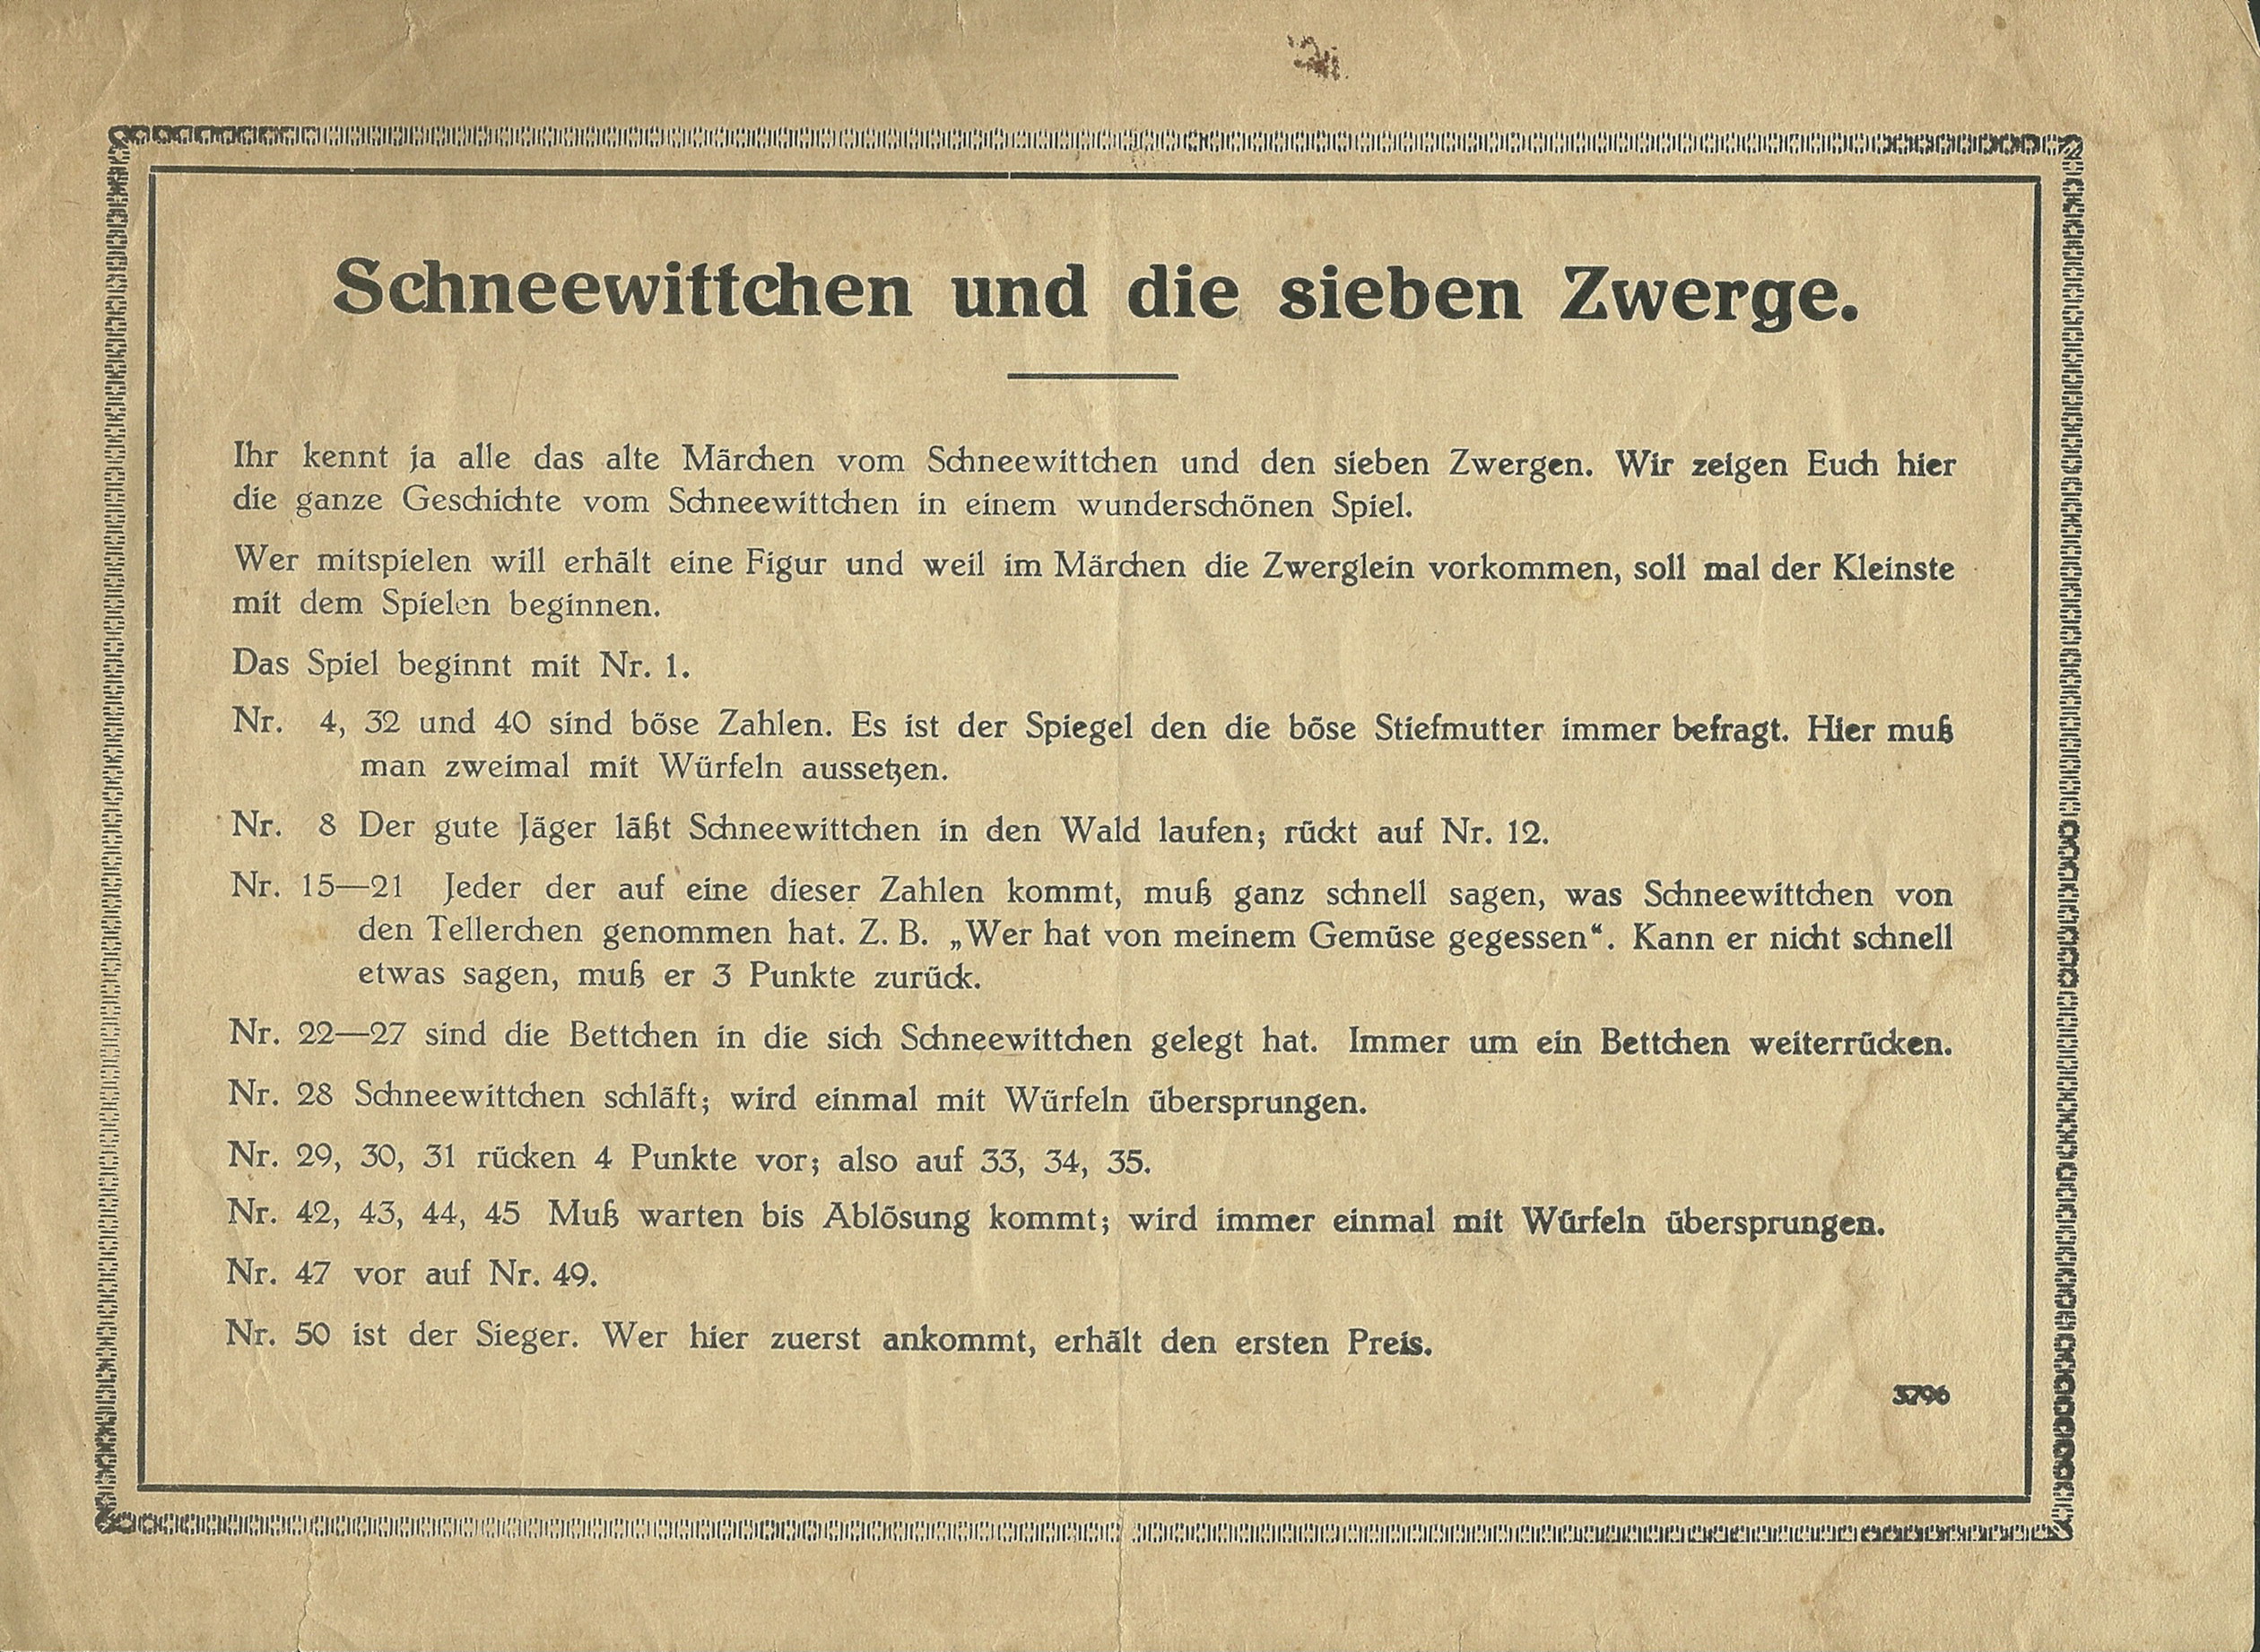 Schneewittchen und die sieben Zwerge.
Ihr kennt ja alle das alte Märchen vom Schneewittchen und den sieben Zwergen. Wir zeigen Euch hier
die ganze Geschichte vom Schneewittchen in einem wunderschönen Spiel.
Wer mitspielen will erhält eine Figur und weil im Märchen die Zwerglein vorkommen, soll mal der Kleinste
mit dem Spielen beginnen.
Das Spiel beginnt mit Nr. 1.
Nr. 4, 32 und 40 sind böse Zahlen. Es ist der Spiegel den die böse Stiefmutter immer befragt. Hier muß
man zweimal mit Würfeln aussetzen.
Nr. 8 Der gute Jäger läßt Schneewittchen in den Wald laufen; rückt auf Nr. 12.
Nr. 15—21 Jeder der auf eine dieser Zahlen kommt, muß ganz schnell sagen, was Schneewittchen von
den Tellerchen genommen hat. Z. B. „Wer hat von meinem Gemüse gegessen“. Kann er nicht schnell
etwas sagen, muß er 3 Punkte zurück.
Nr. 22—27 sind die Bettchen in die sich Schneewittchen gelegt hat. Immer um ein Bettchen weiterrücken.
Nr. 28 Schneewittchen schläft; wird einmal mit Würfeln übersprungen.
Nr. 29, 30, 31 rücken 4 Punkte vor; also auf 33, 34, 35.
Nr. 42, 43, 44, 45 Muß warten bis Ablösung kommt; wird immer einmal mit Würfeln übersprungen.
Nr. 47 vor auf Nr. 49.
Nr. 50 ist der Sieger. Wer hier zuerst ankommt, erhält den ersten Preis.
3796